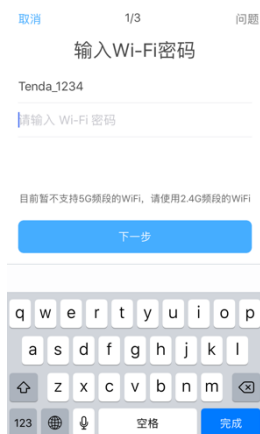 取消 1/3 问题
输入Wi-Fi密码
Tenda_1234
请输入 Wi-Fi 密码
目前暂不支持5G频段的WiFi，请使用2.4G频段的WiFi
下一步
q w e r t y u i o p
a s d f g h j k l
z x c v b n m
123 空格 完成